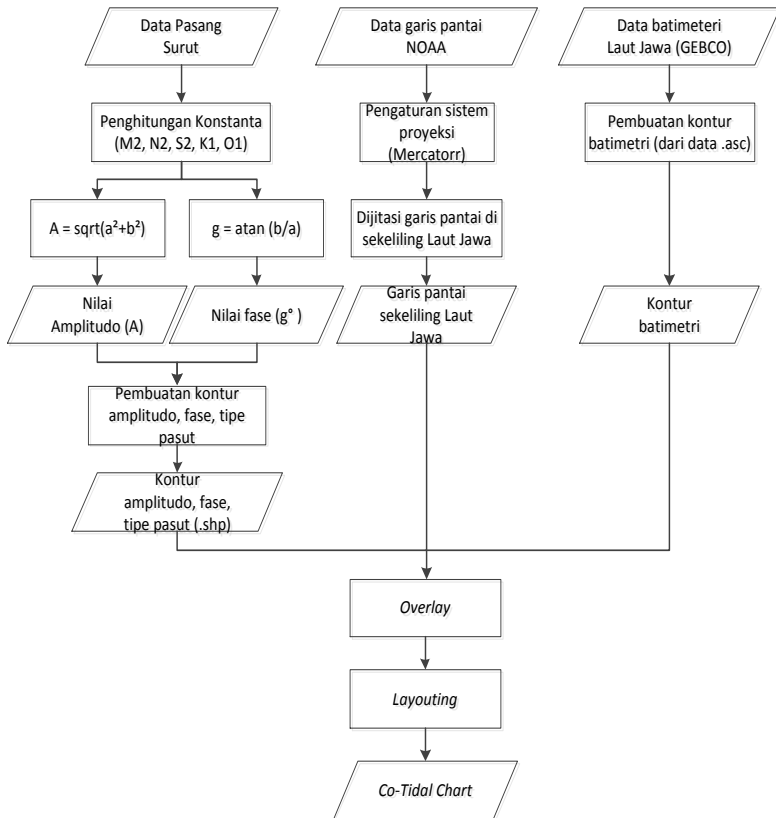 Data Pasang
Surut
Data garis pantai
NOAA
Data batimeteri
Laut Jawa (GEBCO)
Penghitungan Konstanta
(M2, N2, S2, K1, O1)
Pengaturan sistem
proyeksi
(Mercatorr)
Pembuatan kontur
batimetri (dari data .asc)
A = sqrt(a²+b²)
g = atan (b/a)
Dijitasi garis pantai di
sekeliling Laut Jawa
Nilai
Amplitudo (A)
Nilai fase (g° )
Garis pantai
sekeliling Laut
Jawa
Kontur
batimetri
Pembuatan kontur
amplitudo, fase, tipe
pasut
Kontur
amplitudo, fase,
tipe pasut (.shp)
Overlay
Layouting
Co-Tidal Chart